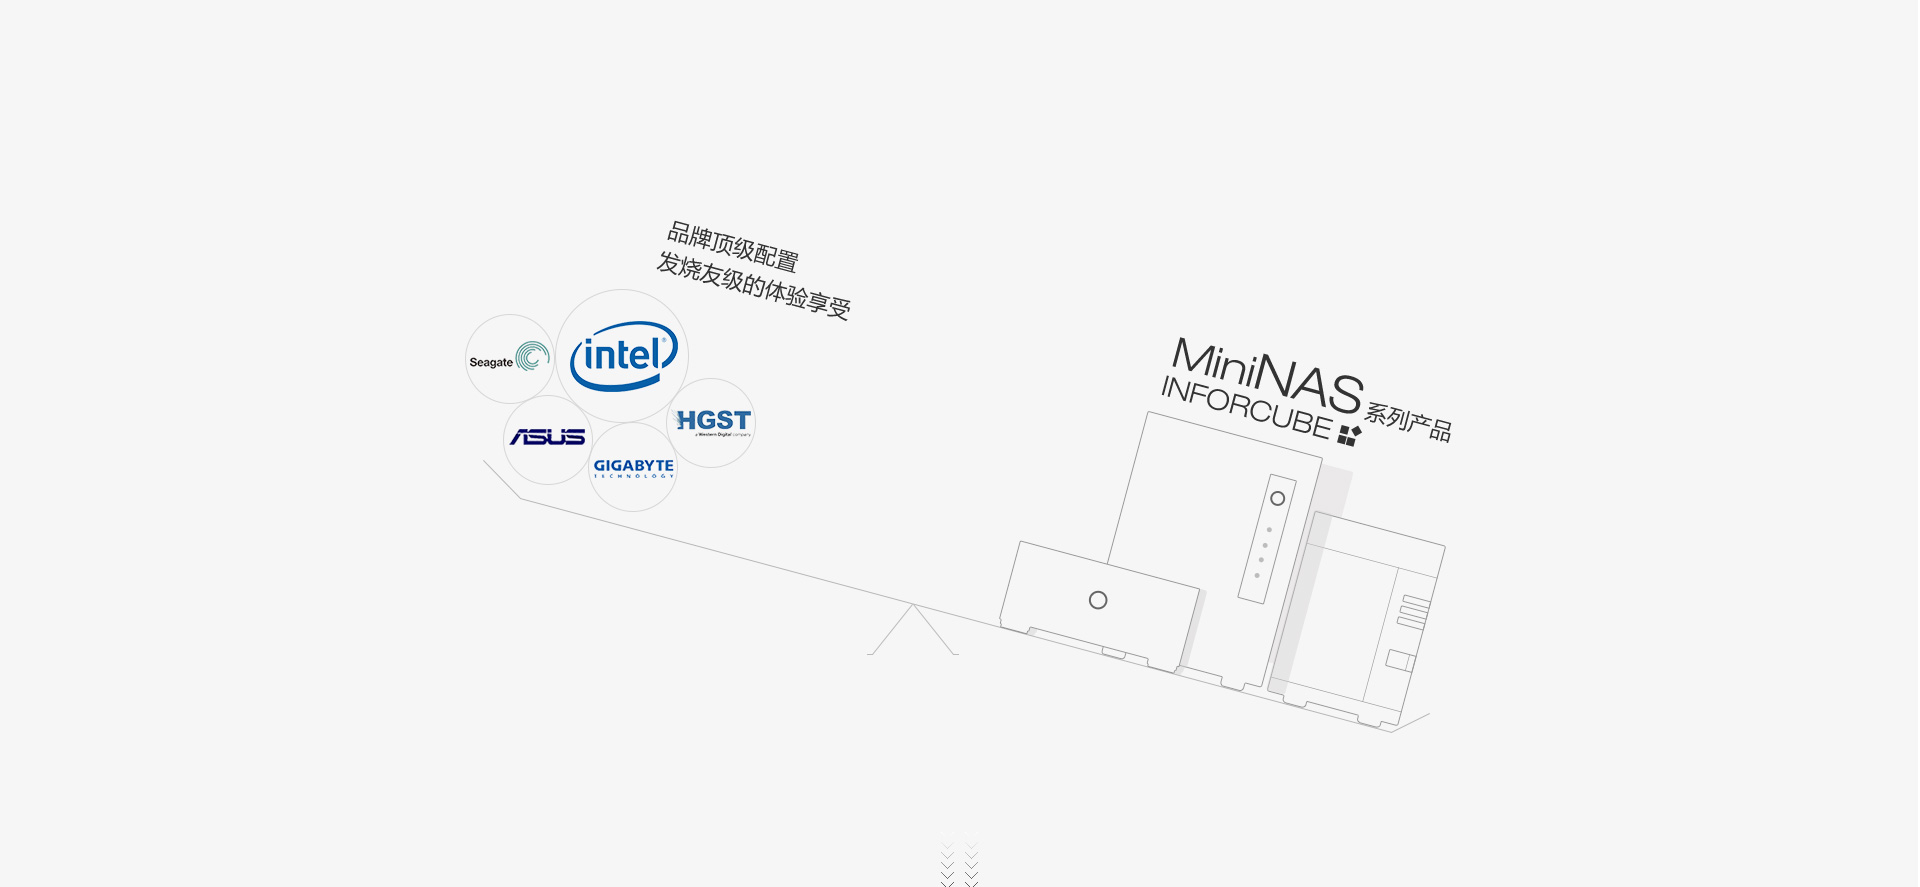 品牌顶级配置
发烧友级的体验享受
Seagate
intel®
HGST
a Western Digital company
ASUS
GIGABYTE
TECHNOLOGY
MiniNAS
INFORCUBE
系列产品